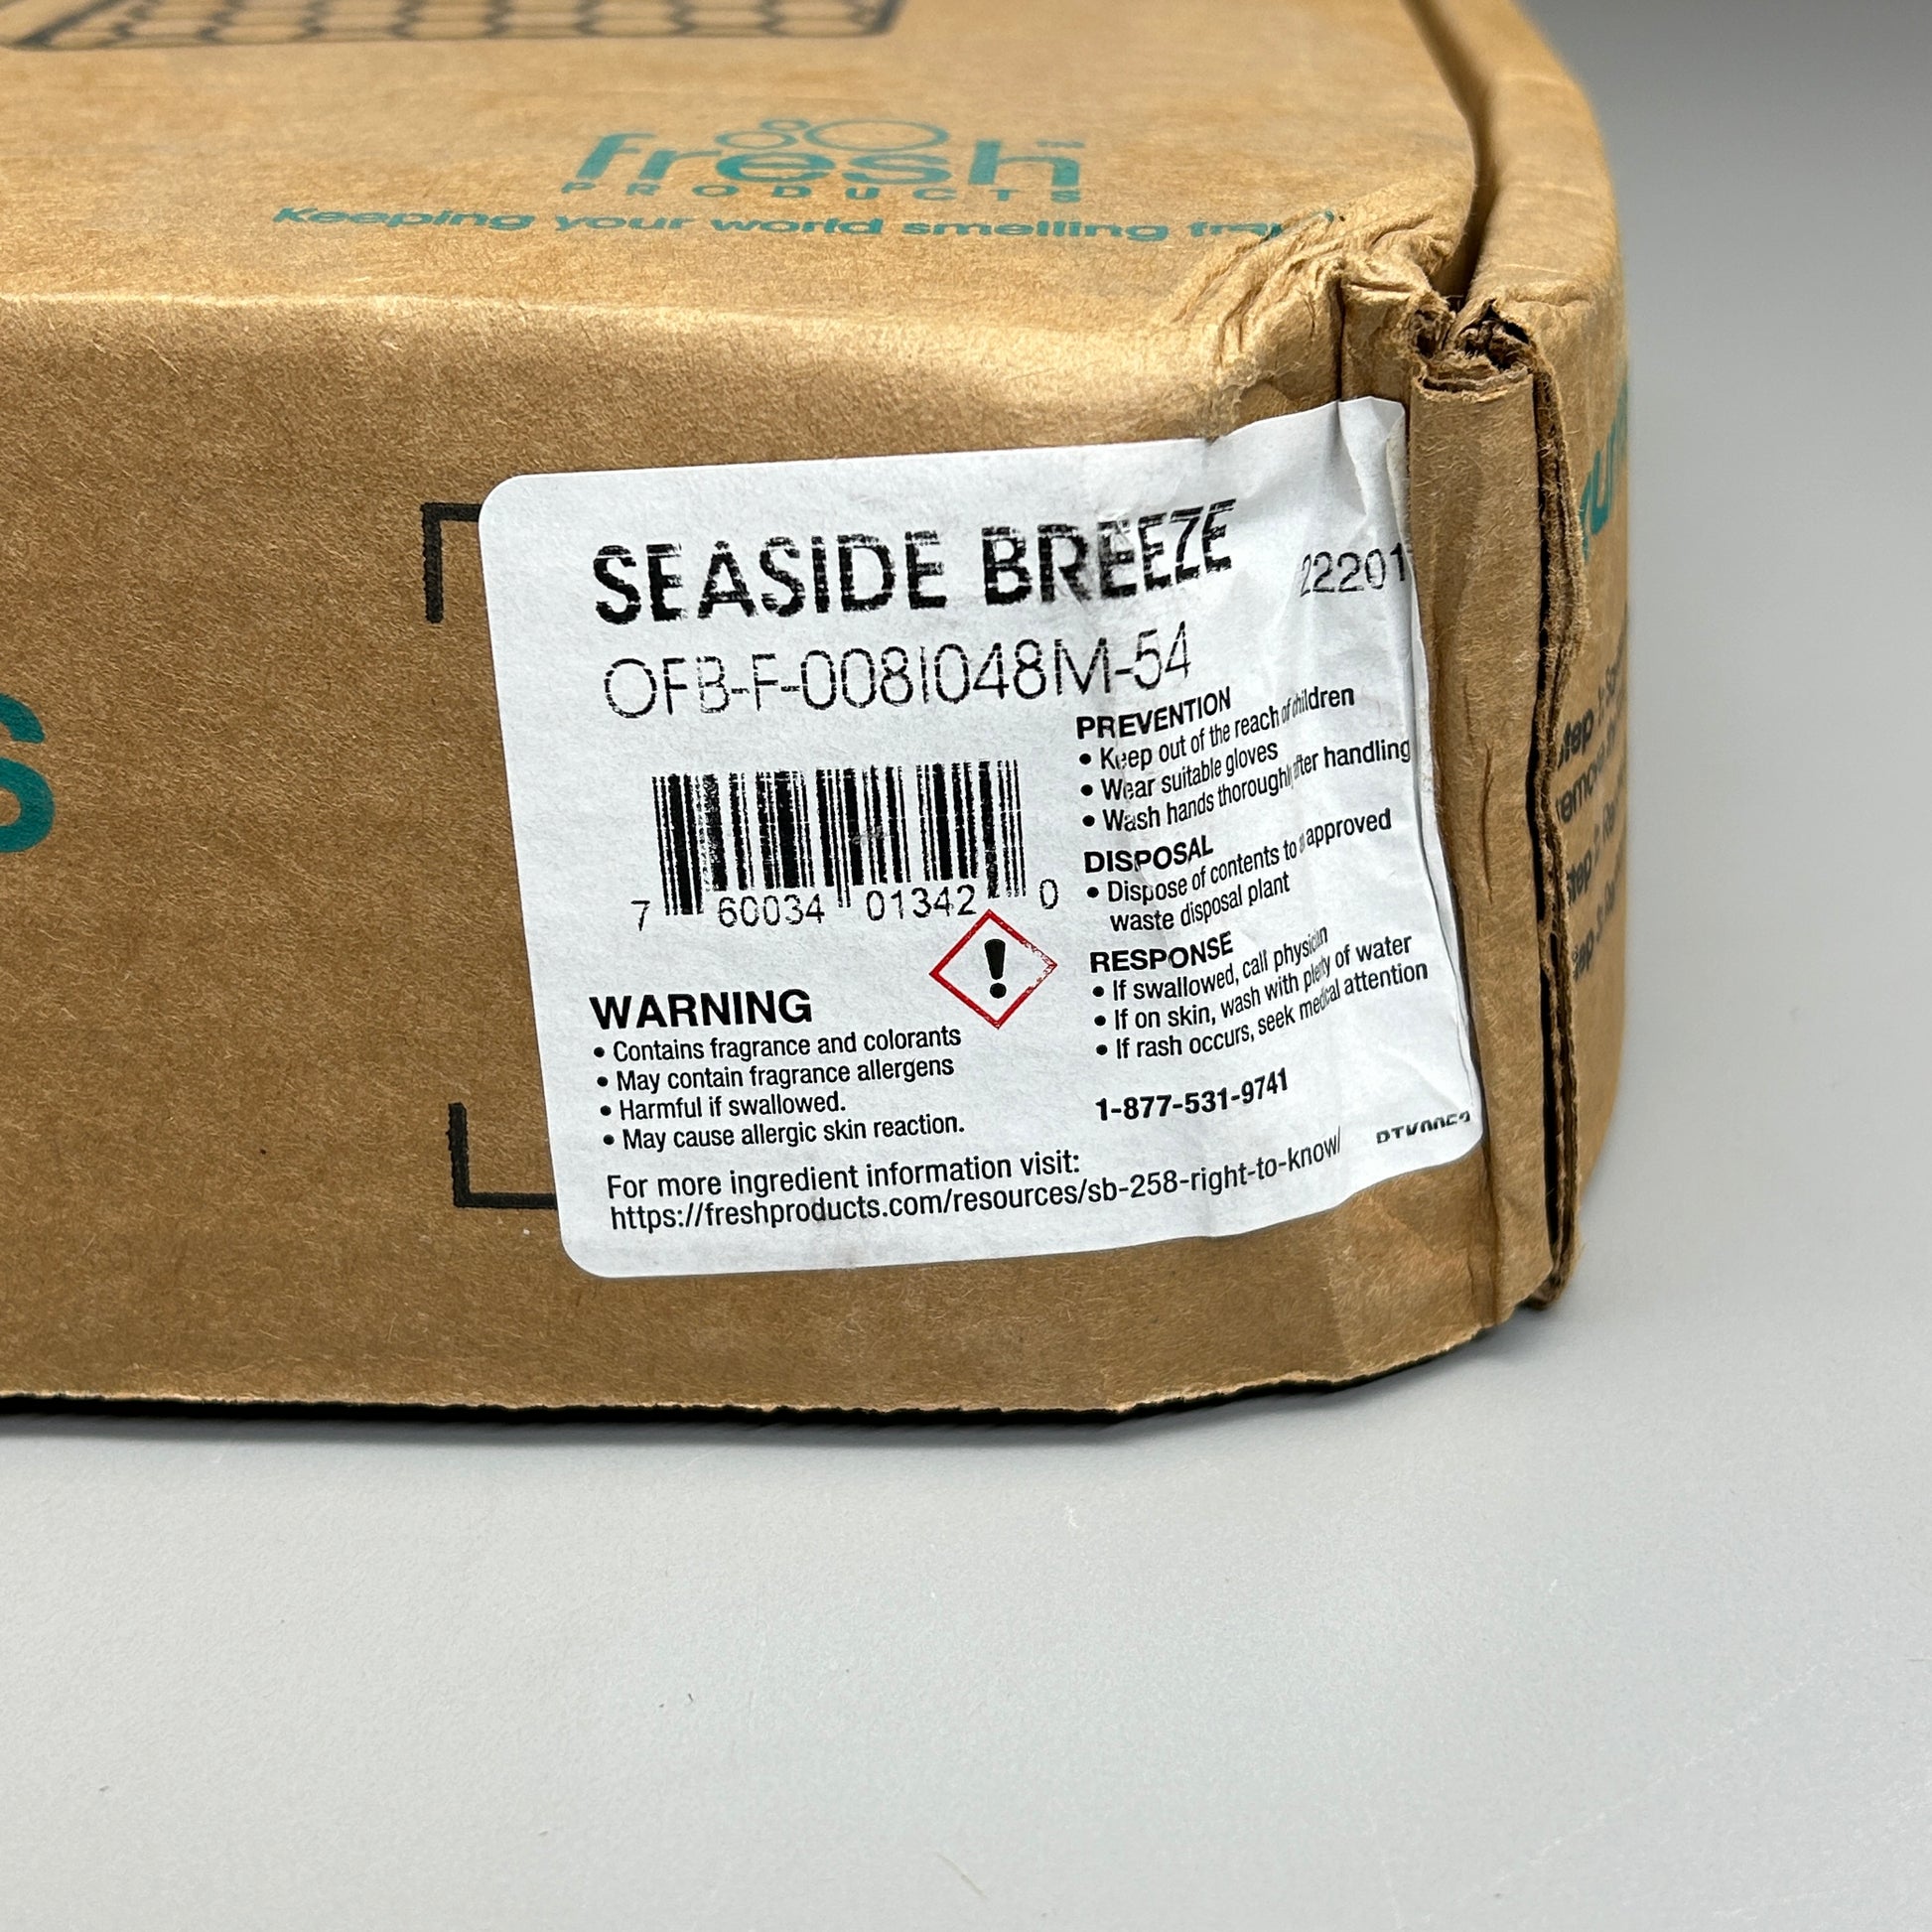 fresh™
PRODUCTS
Keeping your world smelling
S
SEASIDE BREEZE
22201
OFB-F-008I048M-54
7 60034 01342 0
PREVENTION
• Keep out of the reach of children
• Wear suitable gloves
• Wash hands thoroughly after handling
DISPOSAL
• Dispose of contents to approved
waste disposal plant
RESPONSE
• If swallowed, call physician
• If on skin, wash with plenty of water
• If rash occurs, seek medical attention
1-877-531-9741
WARNING
• Contains fragrance and colorants
• May contain fragrance allergens
• Harmful if swallowed.
• May cause allergic skin reaction.
For more ingredient information visit:
https://freshproducts.com/resources/sb-258-right-to-know/